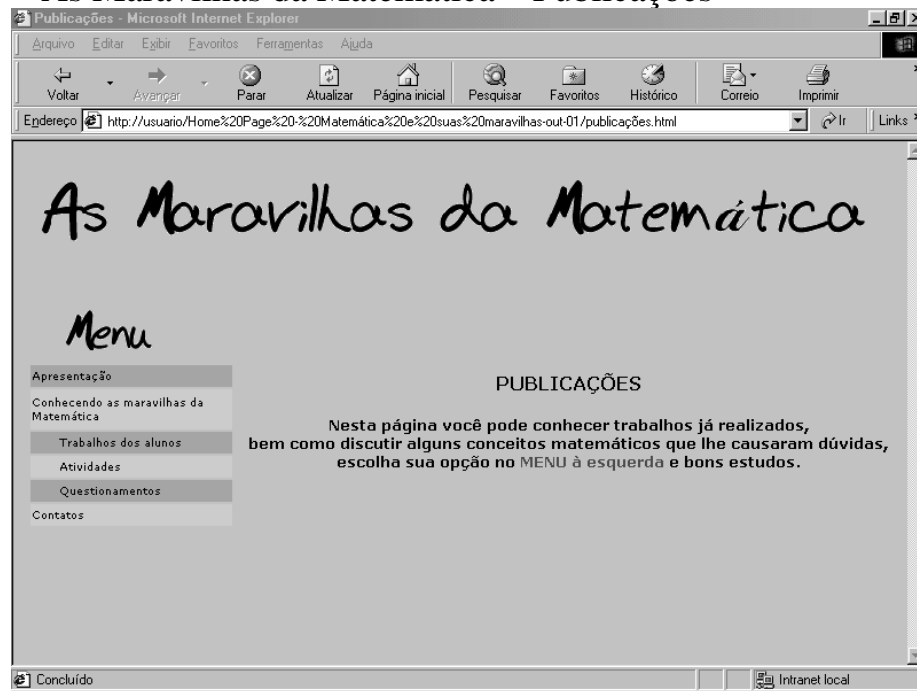 As Maravilhas da Matemática – Publicações
Publicações - Microsoft Internet Explorer
Arquivo Editar Exibir Favoritos Ferramentas Ajuda
Voltar Avançar Parar Atualizar Página inicial Pesquisar Favoritos Histórico Correio Imprimir
Endereço http://usuario/Home%20Page%20-%20Matemática%20e%20suas%20maravilhas-out-01/publicações.html Ir Links
As Maravilhas da Matemática
Menu
Apresentação
Conhecendo as maravilhas da
Matemática
Trabalhos dos alunos
Atividades
Questionamentos
Contatos
PUBLICAÇÕES
Nesta página você pode conhecer trabalhos já realizados,
bem como discutir alguns conceitos matemáticos que lhe causaram dúvidas,
escolha sua opção no MENU à esquerda e bons estudos.
Concluído Intranet local